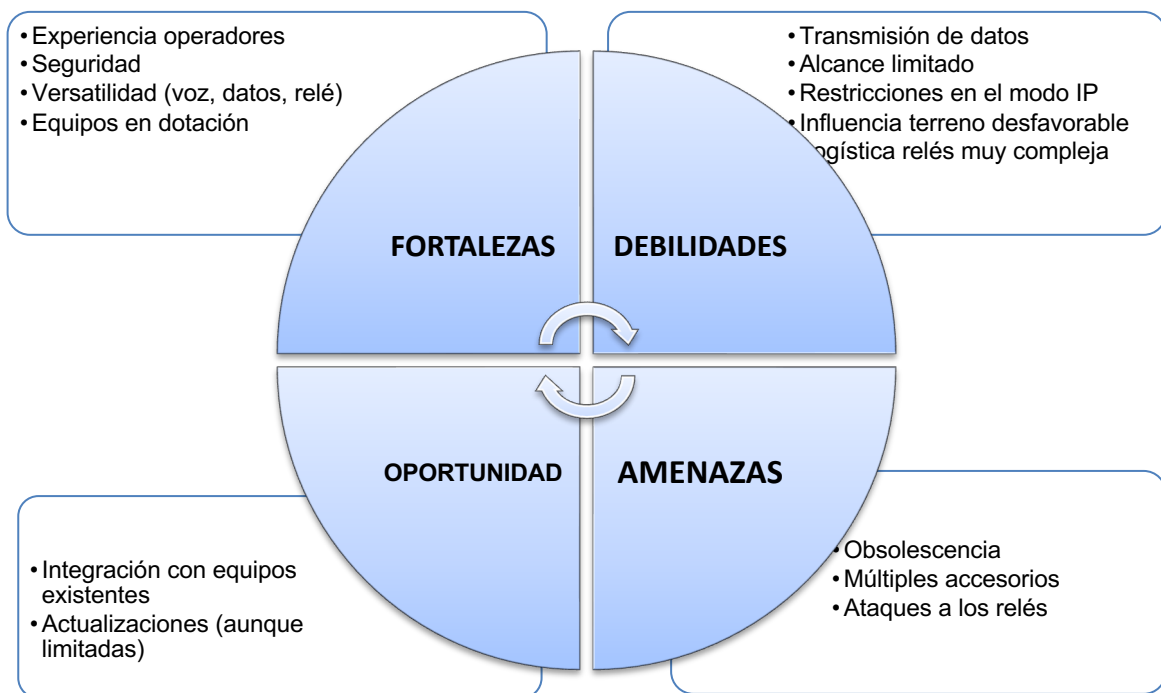 • Experiencia operadores
• Seguridad
• Versatilidad (voz, datos, relé)
• Equipos en dotación
• Transmisión de datos
• Alcance limitado
• Restricciones en el modo IP
• Influencia terreno desfavorable
ogística relés muy compleja
FORTALEZAS
DEBILIDADES
OPORTUNIDAD
AMENAZAS
• Integración con equipos
existentes
• Actualizaciones (aunque
limitadas)
• Obsolescencia
• Múltiples accesorios
• Ataques a los relés